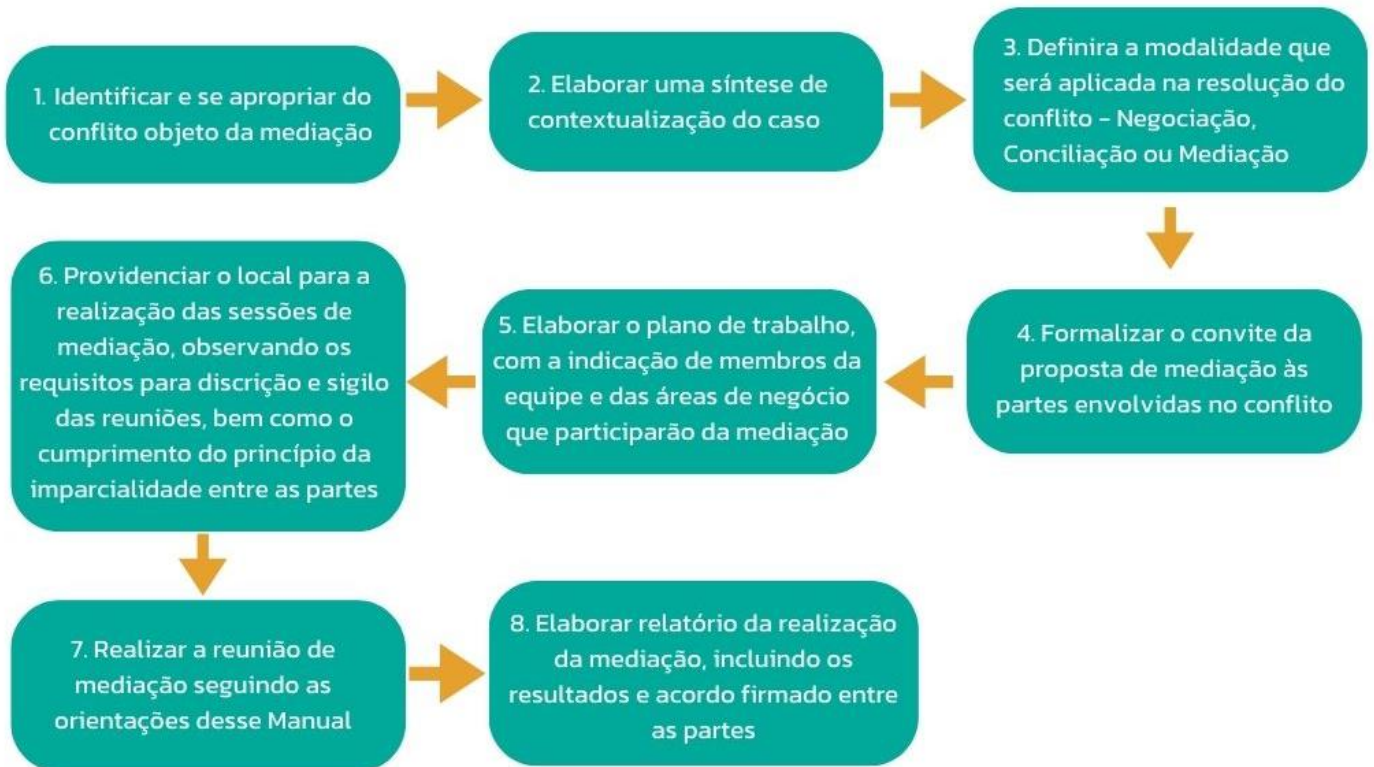 1. Identificar e se apropriar do
conflito objeto da mediação
2. Elaborar uma síntese de
contextualização do caso
3. Definira a modalidade que
será aplicada na resolução do
conflito – Negociação,
Conciliação ou Mediação
4. Formalizar o convite da
proposta de mediação às
partes envolvidas no conflito
5. Elaborar o plano de trabalho,
com a indicação de membros da
equipe e das áreas de negócio
que participarão da mediação
6. Providenciar o local para a
realização das sessões de
mediação, observando os
requisitos para discrição e sigilo
das reuniões, bem como o
cumprimento do princípio da
imparcialidade entre as partes
7. Realizar a reunião de
mediação seguindo as
orientações desse Manual
8. Elaborar relatório da realização
da mediação, incluindo os
resultados e acordo firmado entre
as partes